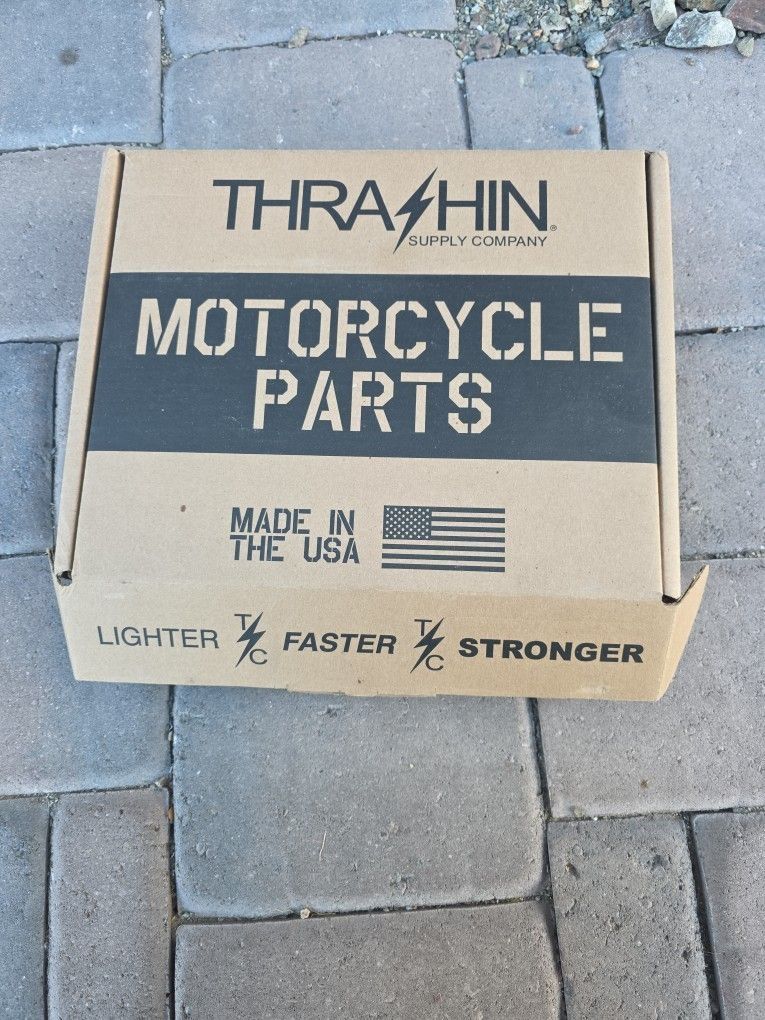 THRASHIN®
SUPPLY COMPANY
MOTORCYCLE
PARTS
MADE IN
THE USA
LIGHTER T C FASTER T C STRONGER